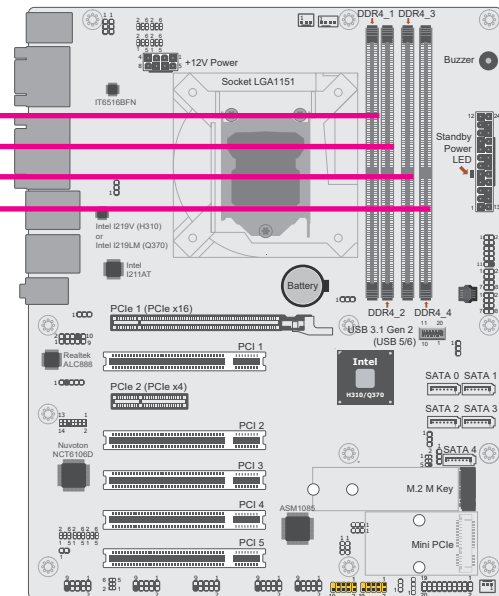 DDR4_1 DDR4_3
+12V Power
Buzzer
Socket LGA1151
IT6516BFN
Standby
Power
LED
Intel I219V (H310)
or
Intel I219LM (Q370)
Intel
I211AT
Battery
DDR4_2 DDR4_4
PCIe 1 (PCIe x16)
USB 3.1 Gen 2
(USB 5/6)
Realtek
ALC888
PCI 1
Intel
H310/Q370
SATA 0 SATA 1
PCIe 2 (PCIe x4)
SATA 2 SATA 3
PCI 2
Nuvoton
NCT6106D
SATA 4
PCI 3
M.2 M Key
PCI 4
ASM1085
Mini PCIe
PCI 5